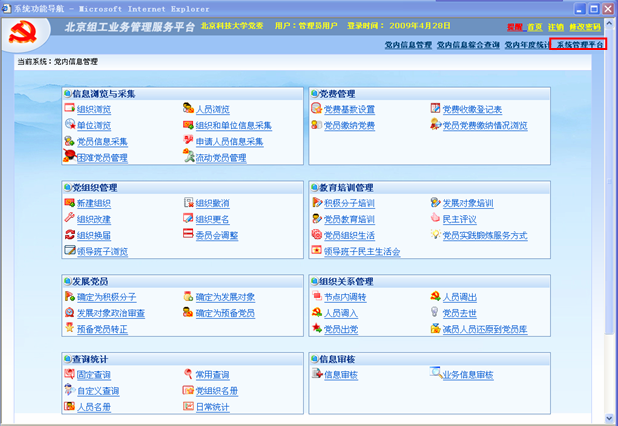 系统功能导航 - Microsoft Internet Explorer
北京组工业务管理服务平台 北京科技大学党委 用户：管理员用户 登录时间： 2009年4月28日 提醒 首页 注销 修改密码
党内信息管理 党内信息综合查询 党内年度统计 系统管理平台
当前系统：党内信息管理
信息浏览与采集
组织浏览 人员浏览
单位浏览 组织和单位信息采集
党员信息采集 申请人员信息采集
困难党员管理 流动党员管理
党费管理
党费基数设置 党费收缴登记表
党员缴纳党费 党员党费缴纳情况浏览
党组织管理
新建组织 组织撤消
组织改建 组织更名
组织换届 委员会调整
领导班子浏览
教育培训管理
积极分子培训 发展对象培训
党员教育培训 民主评议
党员组织生活 党员实践锻炼服务方式
领导班子民主生活会
发展党员
确定为积极分子 确定为发展对象
发展对象政治审查 确定为预备党员
预备党员转正
组织关系管理
节点内调转 人员调出
人员调入 党员去世
党员出党 减员人员还原到党员库
查询统计
固定查询 常用查询
自定义查询 党组织名册
人员名册 日常统计
信息审核
信息审核 业务信息审核